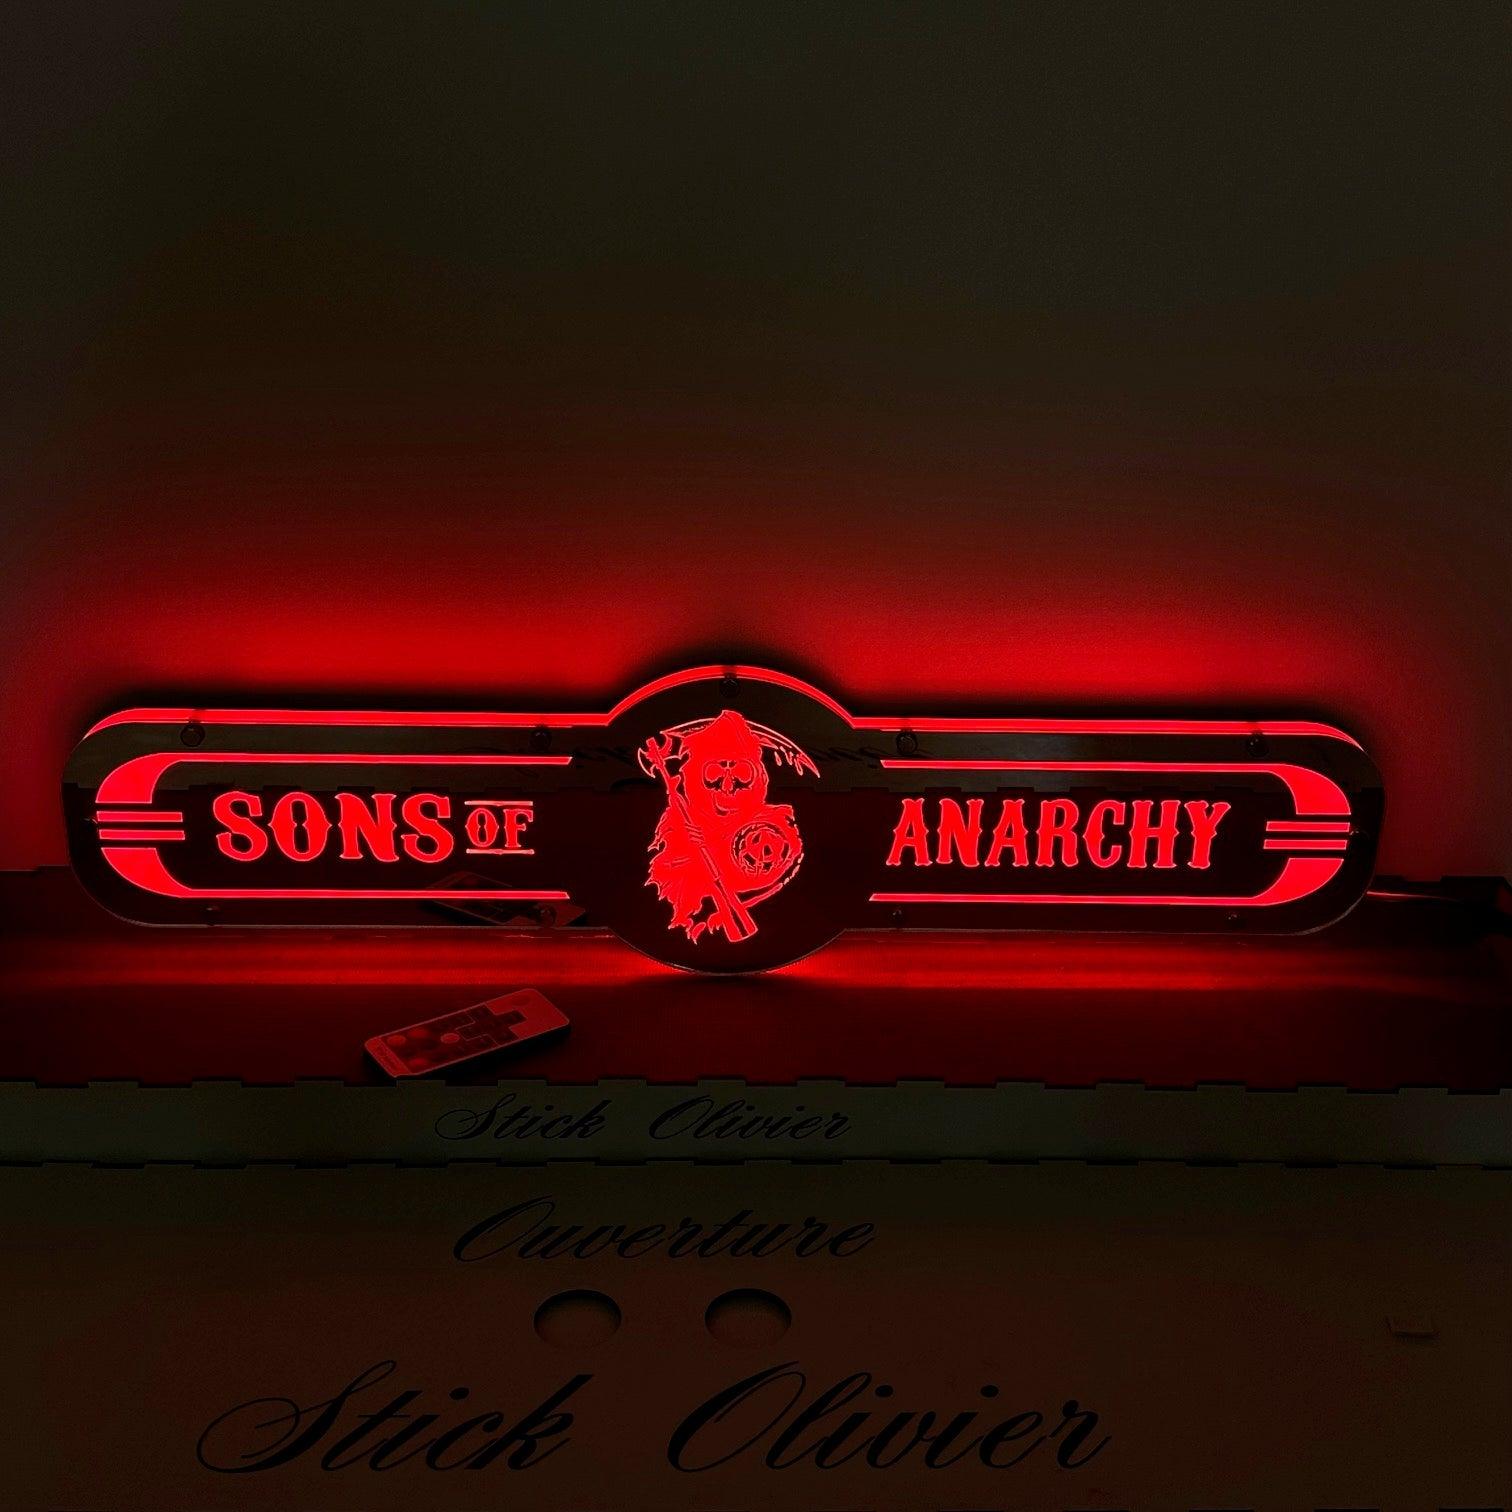 SONS OF ANARCHY
Stick Olivier
Ouverture
Stick Olivier